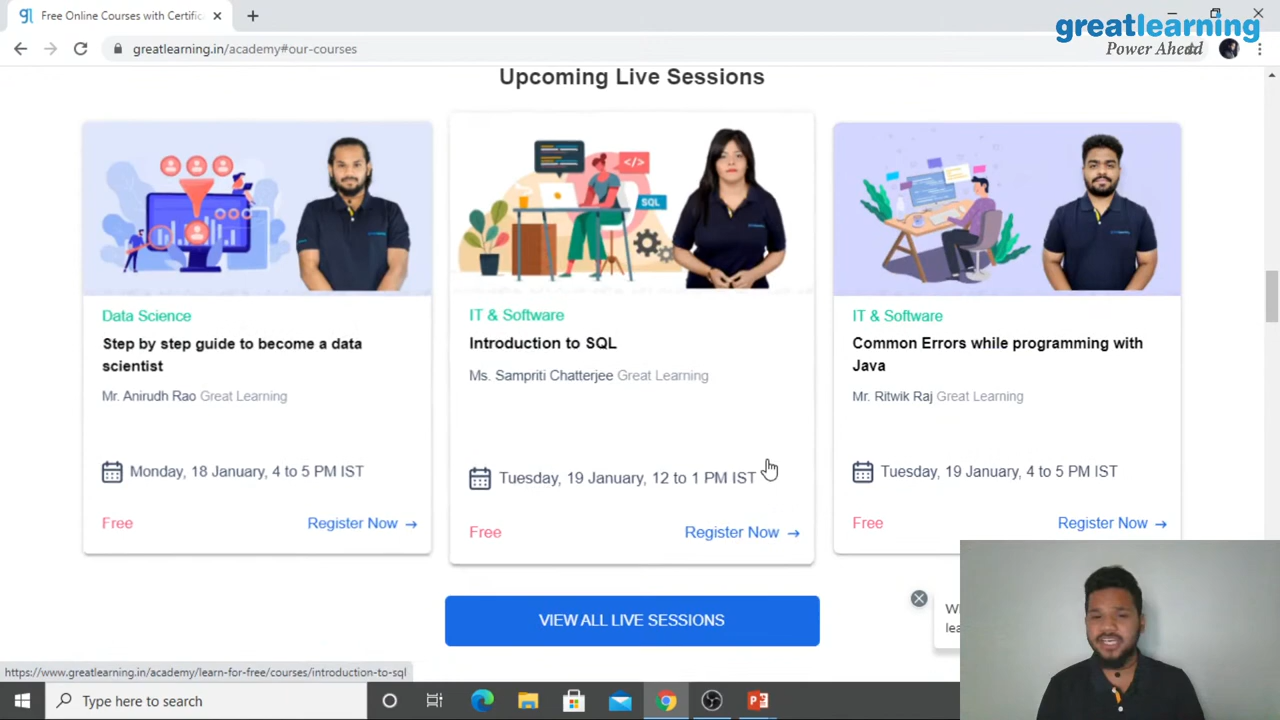 Free Online Courses with Certific
greatlearning
Power Ahead
greatlearning.in/academy#our-courses
Upcoming Live Sessions
</>
SQL
Data Science
Step by step guide to become a data
scientist
Mr. Anirudh Rao Great Learning
Monday, 18 January, 4 to 5 PM IST
Free
Register Now →
IT & Software
Introduction to SQL
Ms. Sampriti Chatterjee Great Learning
Tuesday, 19 January, 12 to 1 PM IST
Free
Register Now →
IT & Software
Common Errors while programming with
Java
Mr. Ritwik Raj Great Learning
Tuesday, 19 January, 4 to 5 PM IST
Free
Register Now →
VIEW ALL LIVE SESSIONS
https://www.greatlearning.in/academy/learn-for-free/courses/introduction-to-sql
Type here to search